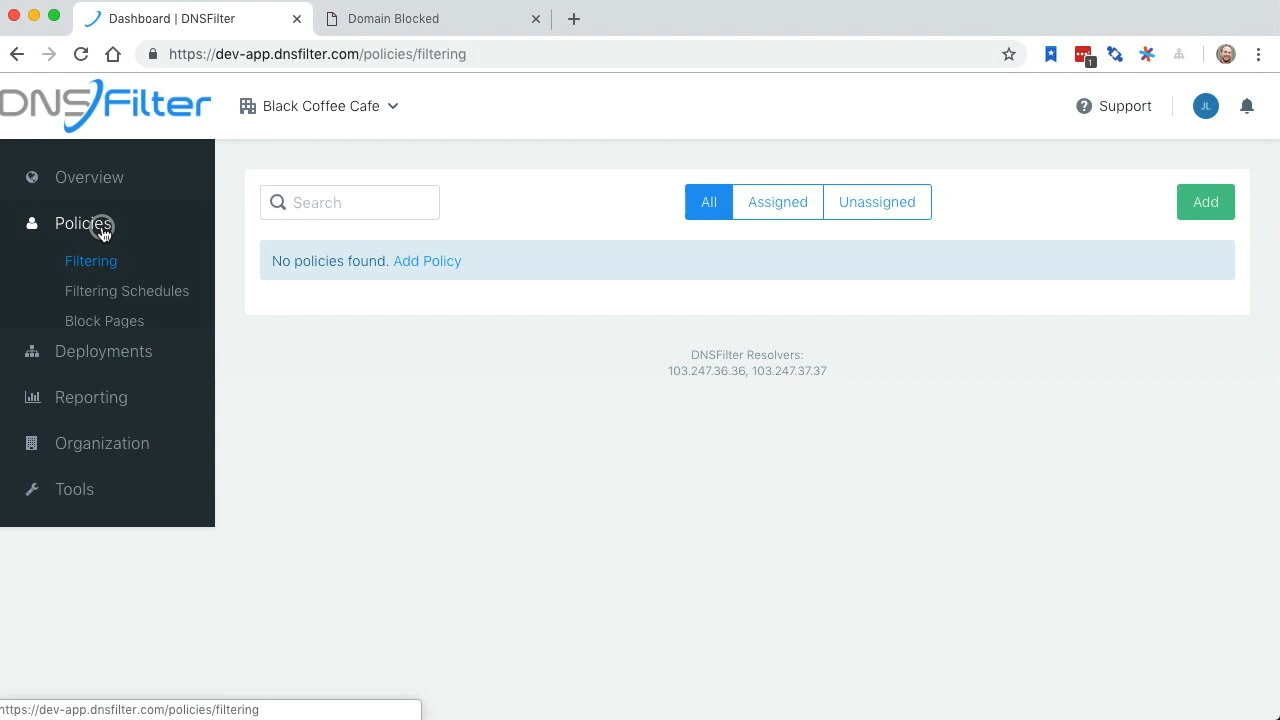 Dashboard | DNSFilter
Domain Blocked
https://dev-app.dnsfilter.com/policies/filtering
1
DNSFilter
Black Coffee Cafe
Support
JL
Overview
Policies
Filtering
Filtering Schedules
Block Pages
Deployments
Reporting
Organization
Tools
Search
All
Assigned
Unassigned
Add
No policies found. Add Policy
DNSFilter Resolvers:
103.247.36.36, 103.247.37.37
https://dev-app.dnsfilter.com/policies/filtering